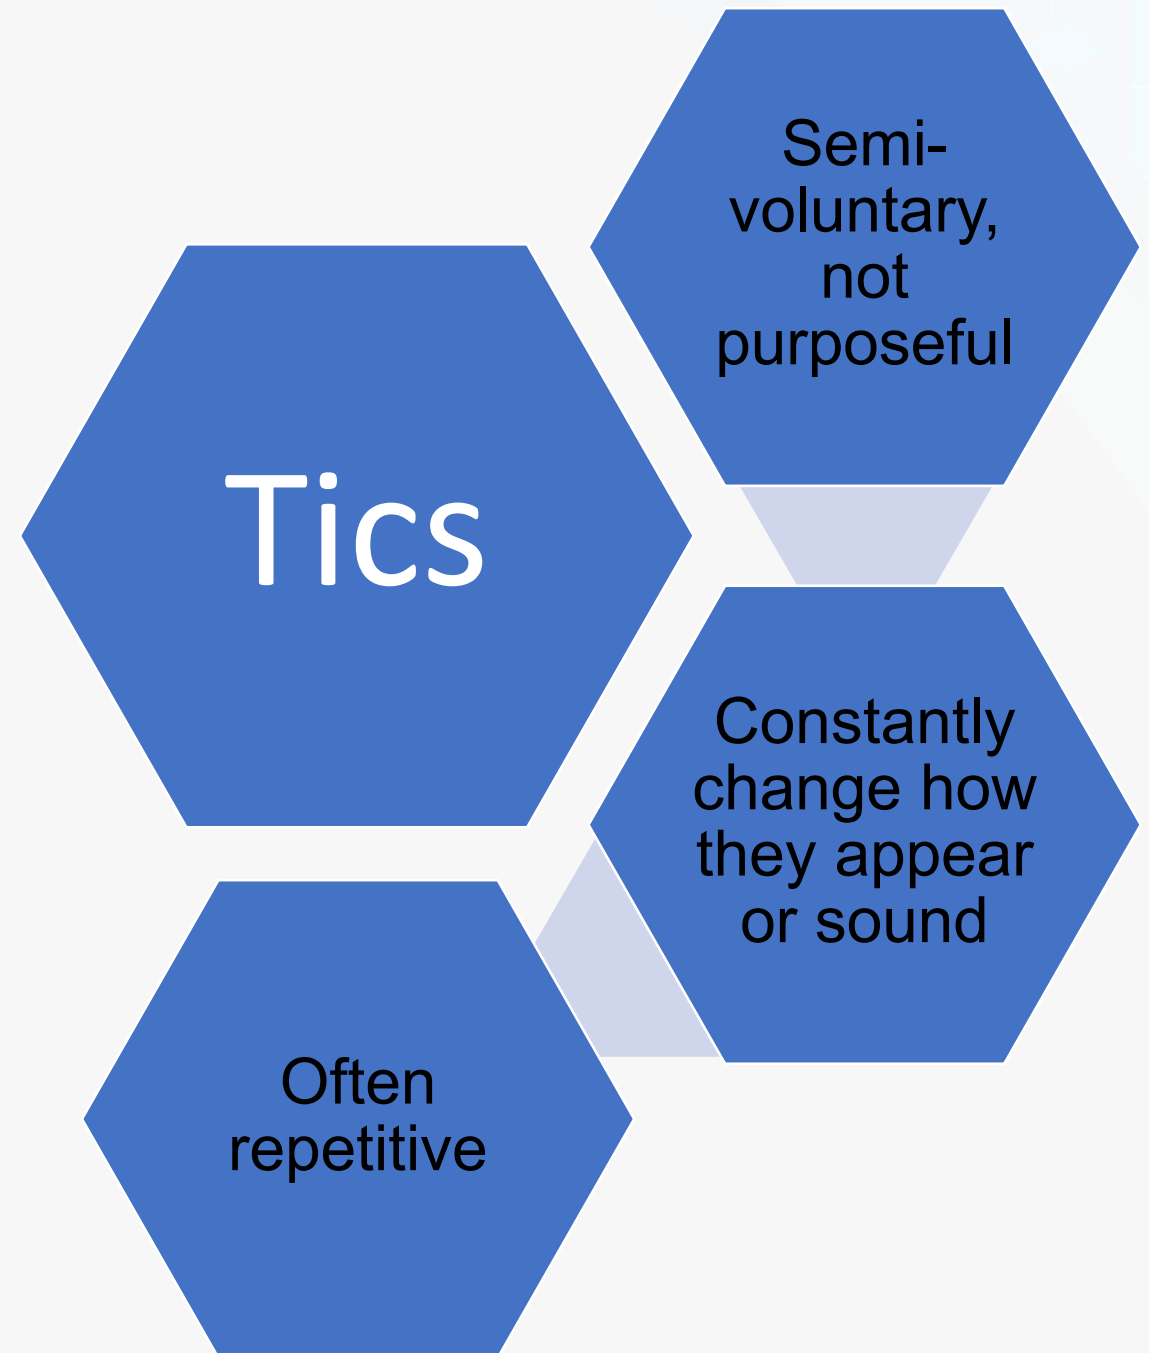 Tics
Semi-
voluntary,
not
purposeful
Constantly
change how
they appear
or sound
Often
repetitive